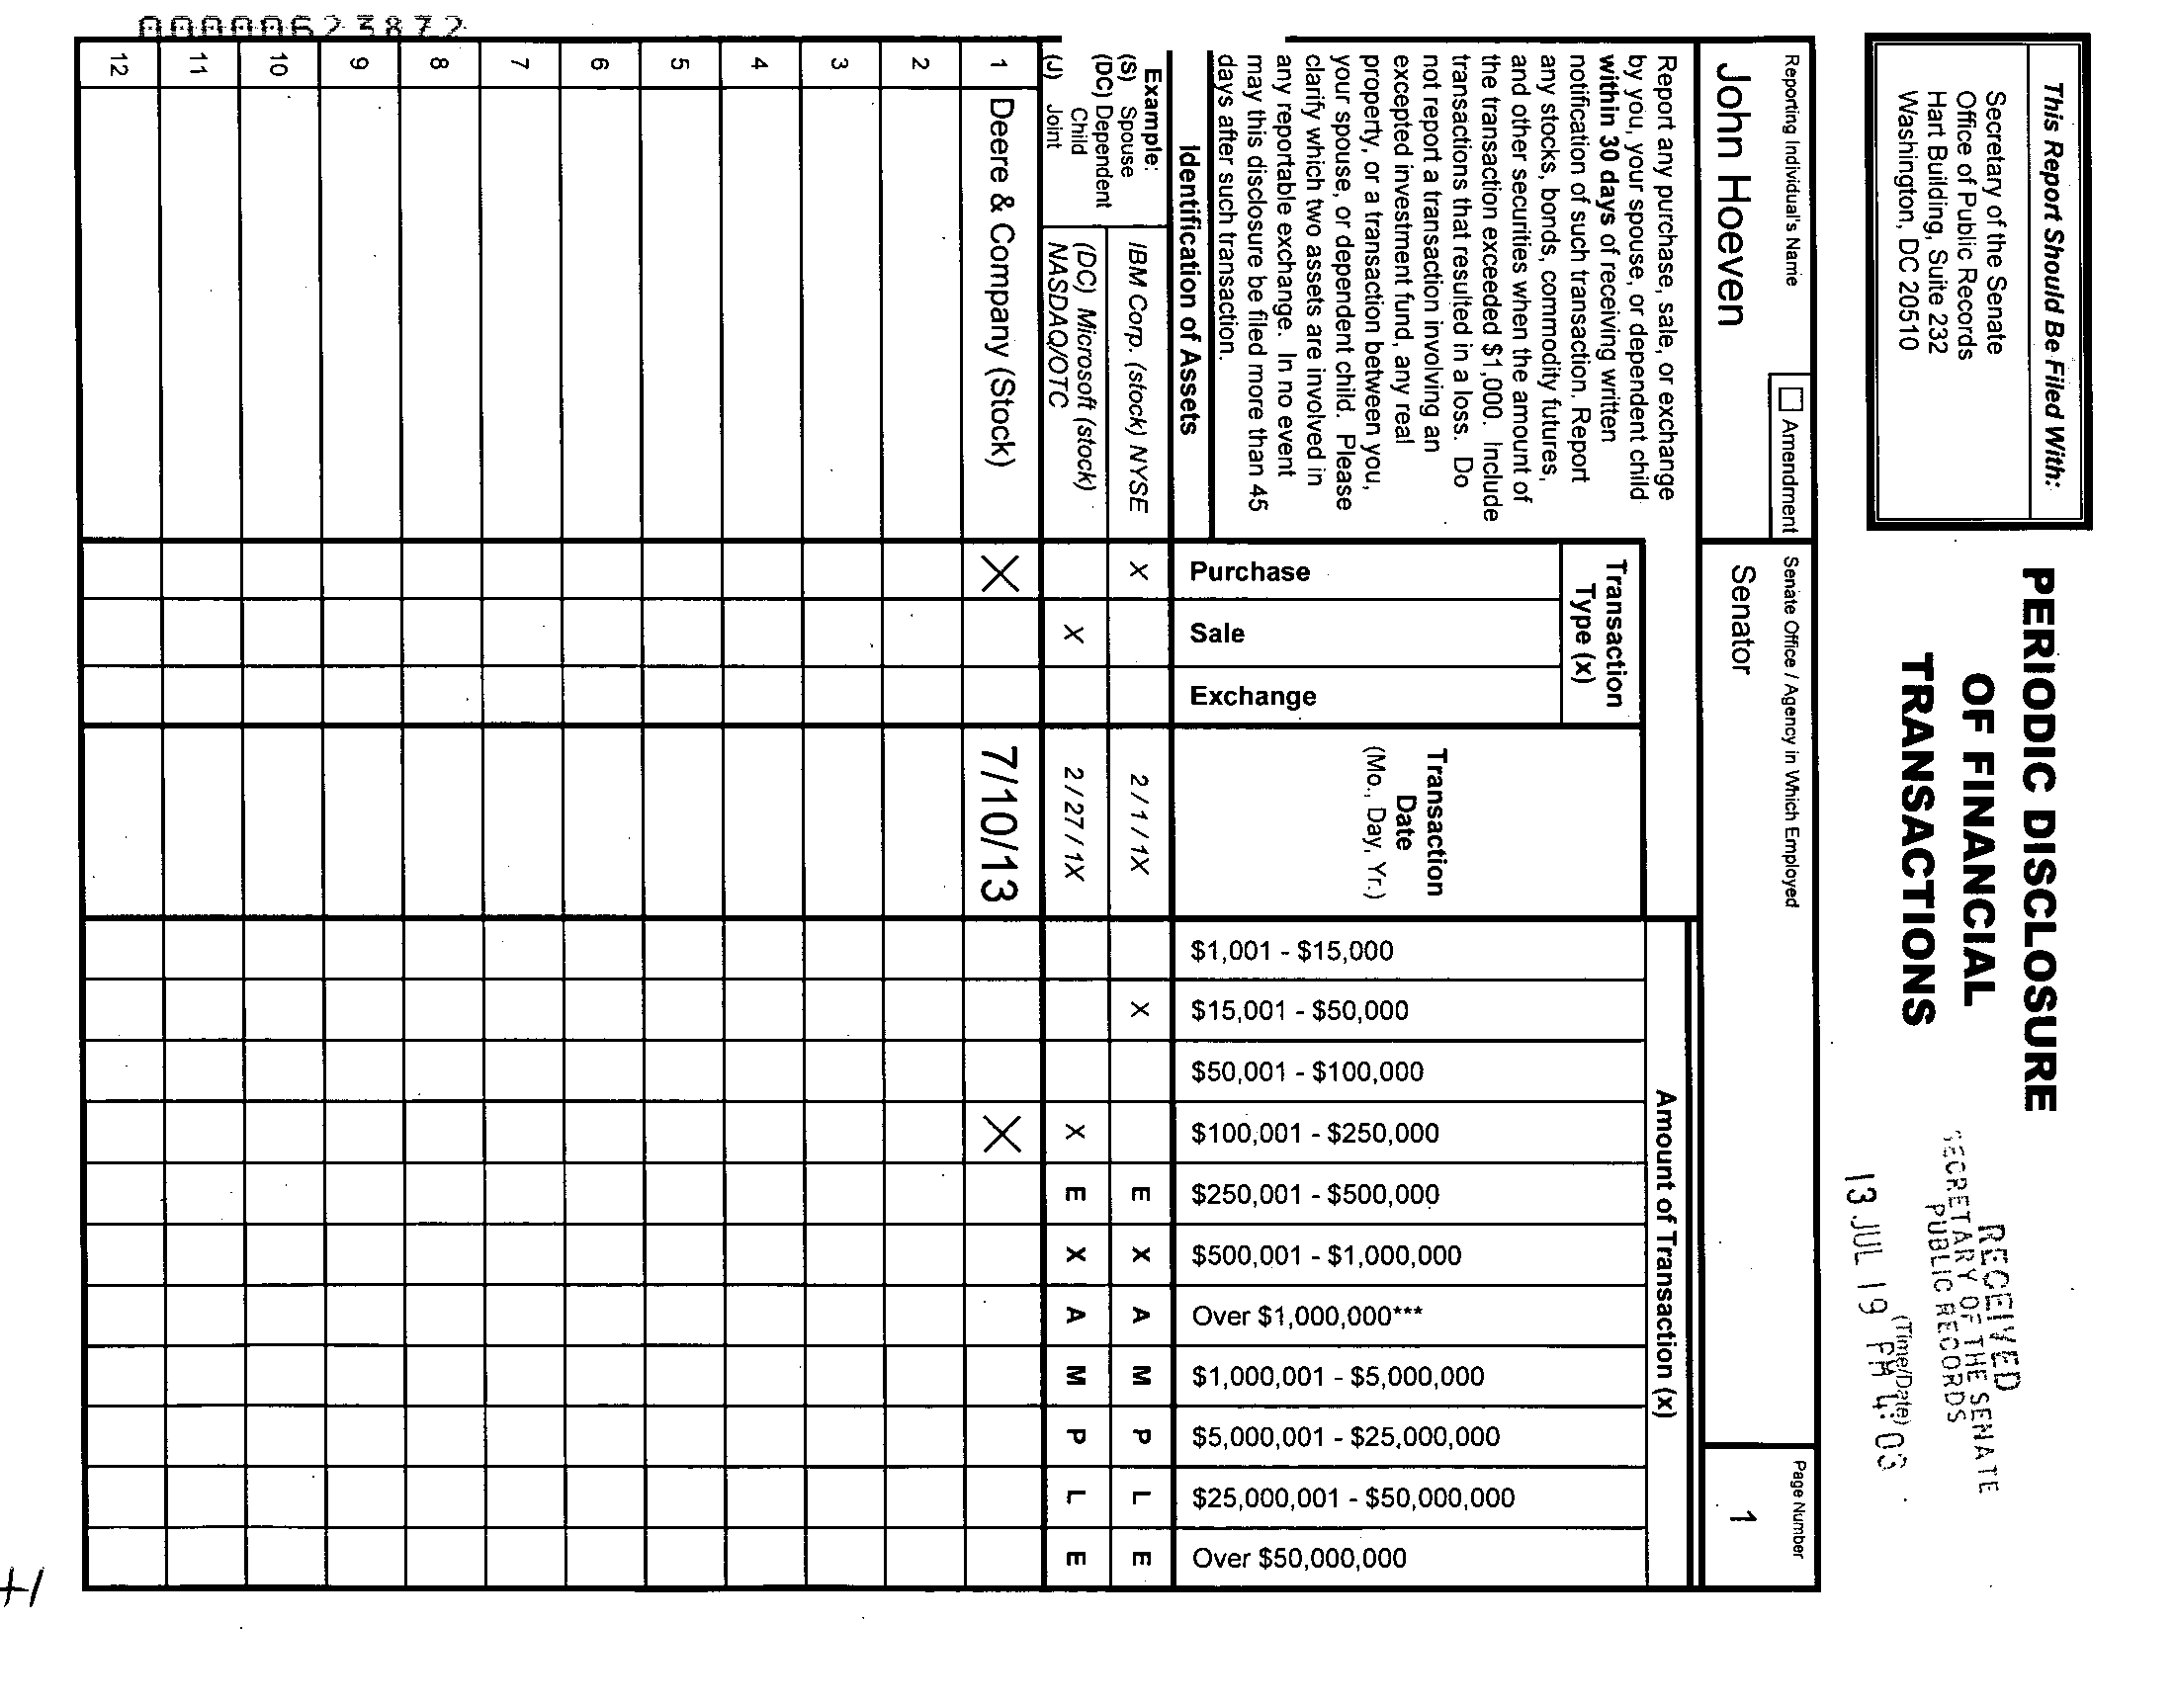 This Report Should Be Filed With:
Secretary of the Senate
Office of Public Records
Hart Building, Suite 232
Washington, DC 20510
PERIODIC DISCLOSURE
OF FINANCIAL
TRANSACTIONS
RECEIVED
SECRETARY OF THE SENATE
PUBLIC RECORDS
(Time/Date)
13 JUL 19 PM 4:03
Reporting Individual's Name
Amendment
Senate Office / Agency in Which Employed
Page Number
John Hoeven
Senator
1
Report any purchase, sale, or exchange
by you, your spouse, or dependent child
within 30 days of receiving written
notification of such transaction. Report
any stocks, bonds, commodity futures,
and other securities when the amount of
the transaction exceeded $1,000. Include
transactions that resulted in a loss. Do
not report a transaction involving an
excepted investment fund, any real
property, or a transaction between you,
your spouse, or dependent child. Please
clarify which two assets are involved in
any reportable exchange. In no event
may this disclosure be filed more than 45
days after such transaction.
Identification of Assets
Transaction
Type (x)
Purchase
Sale
Exchange
Transaction
Date
(Mo., Day, Yr.)
Amount of Transaction (x)
$1,001 - $15,000
$15,001 - $50,000
$50,001 - $100,000
$100,001 - $250,000
$250,001 - $500,000
$500,001 - $1,000,000
Over $1,000,000***
$1,000,001 - $5,000,000
$5,000,001 - $25,000,000
$25,000,001 - $50,000,000
Over $50,000,000
Example:
(S) Spouse
(DC) Dependent
Child
(J) Joint
IBM Corp. (stock) NYSE X 2 / 1 / 1X X E X A M P L E
(DC) Microsoft (stock)
NASDAQ/OTC X 2 / 27 / 1X X E X A M P L E
1 Deere & Company (Stock) X 7/10/13 X
2
3
4
5
6
7
8
9
10
11
12
00000623872